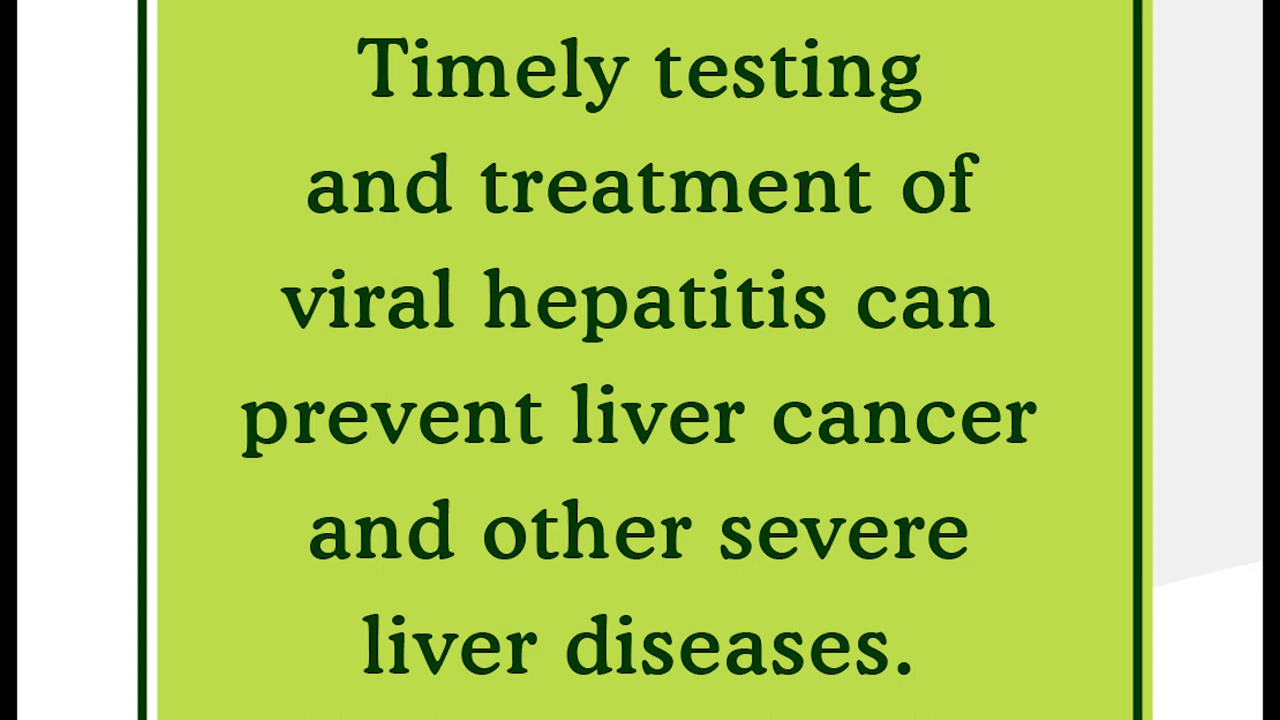 Timely testing
and treatment of
viral hepatitis can
prevent liver cancer
and other severe
liver diseases.